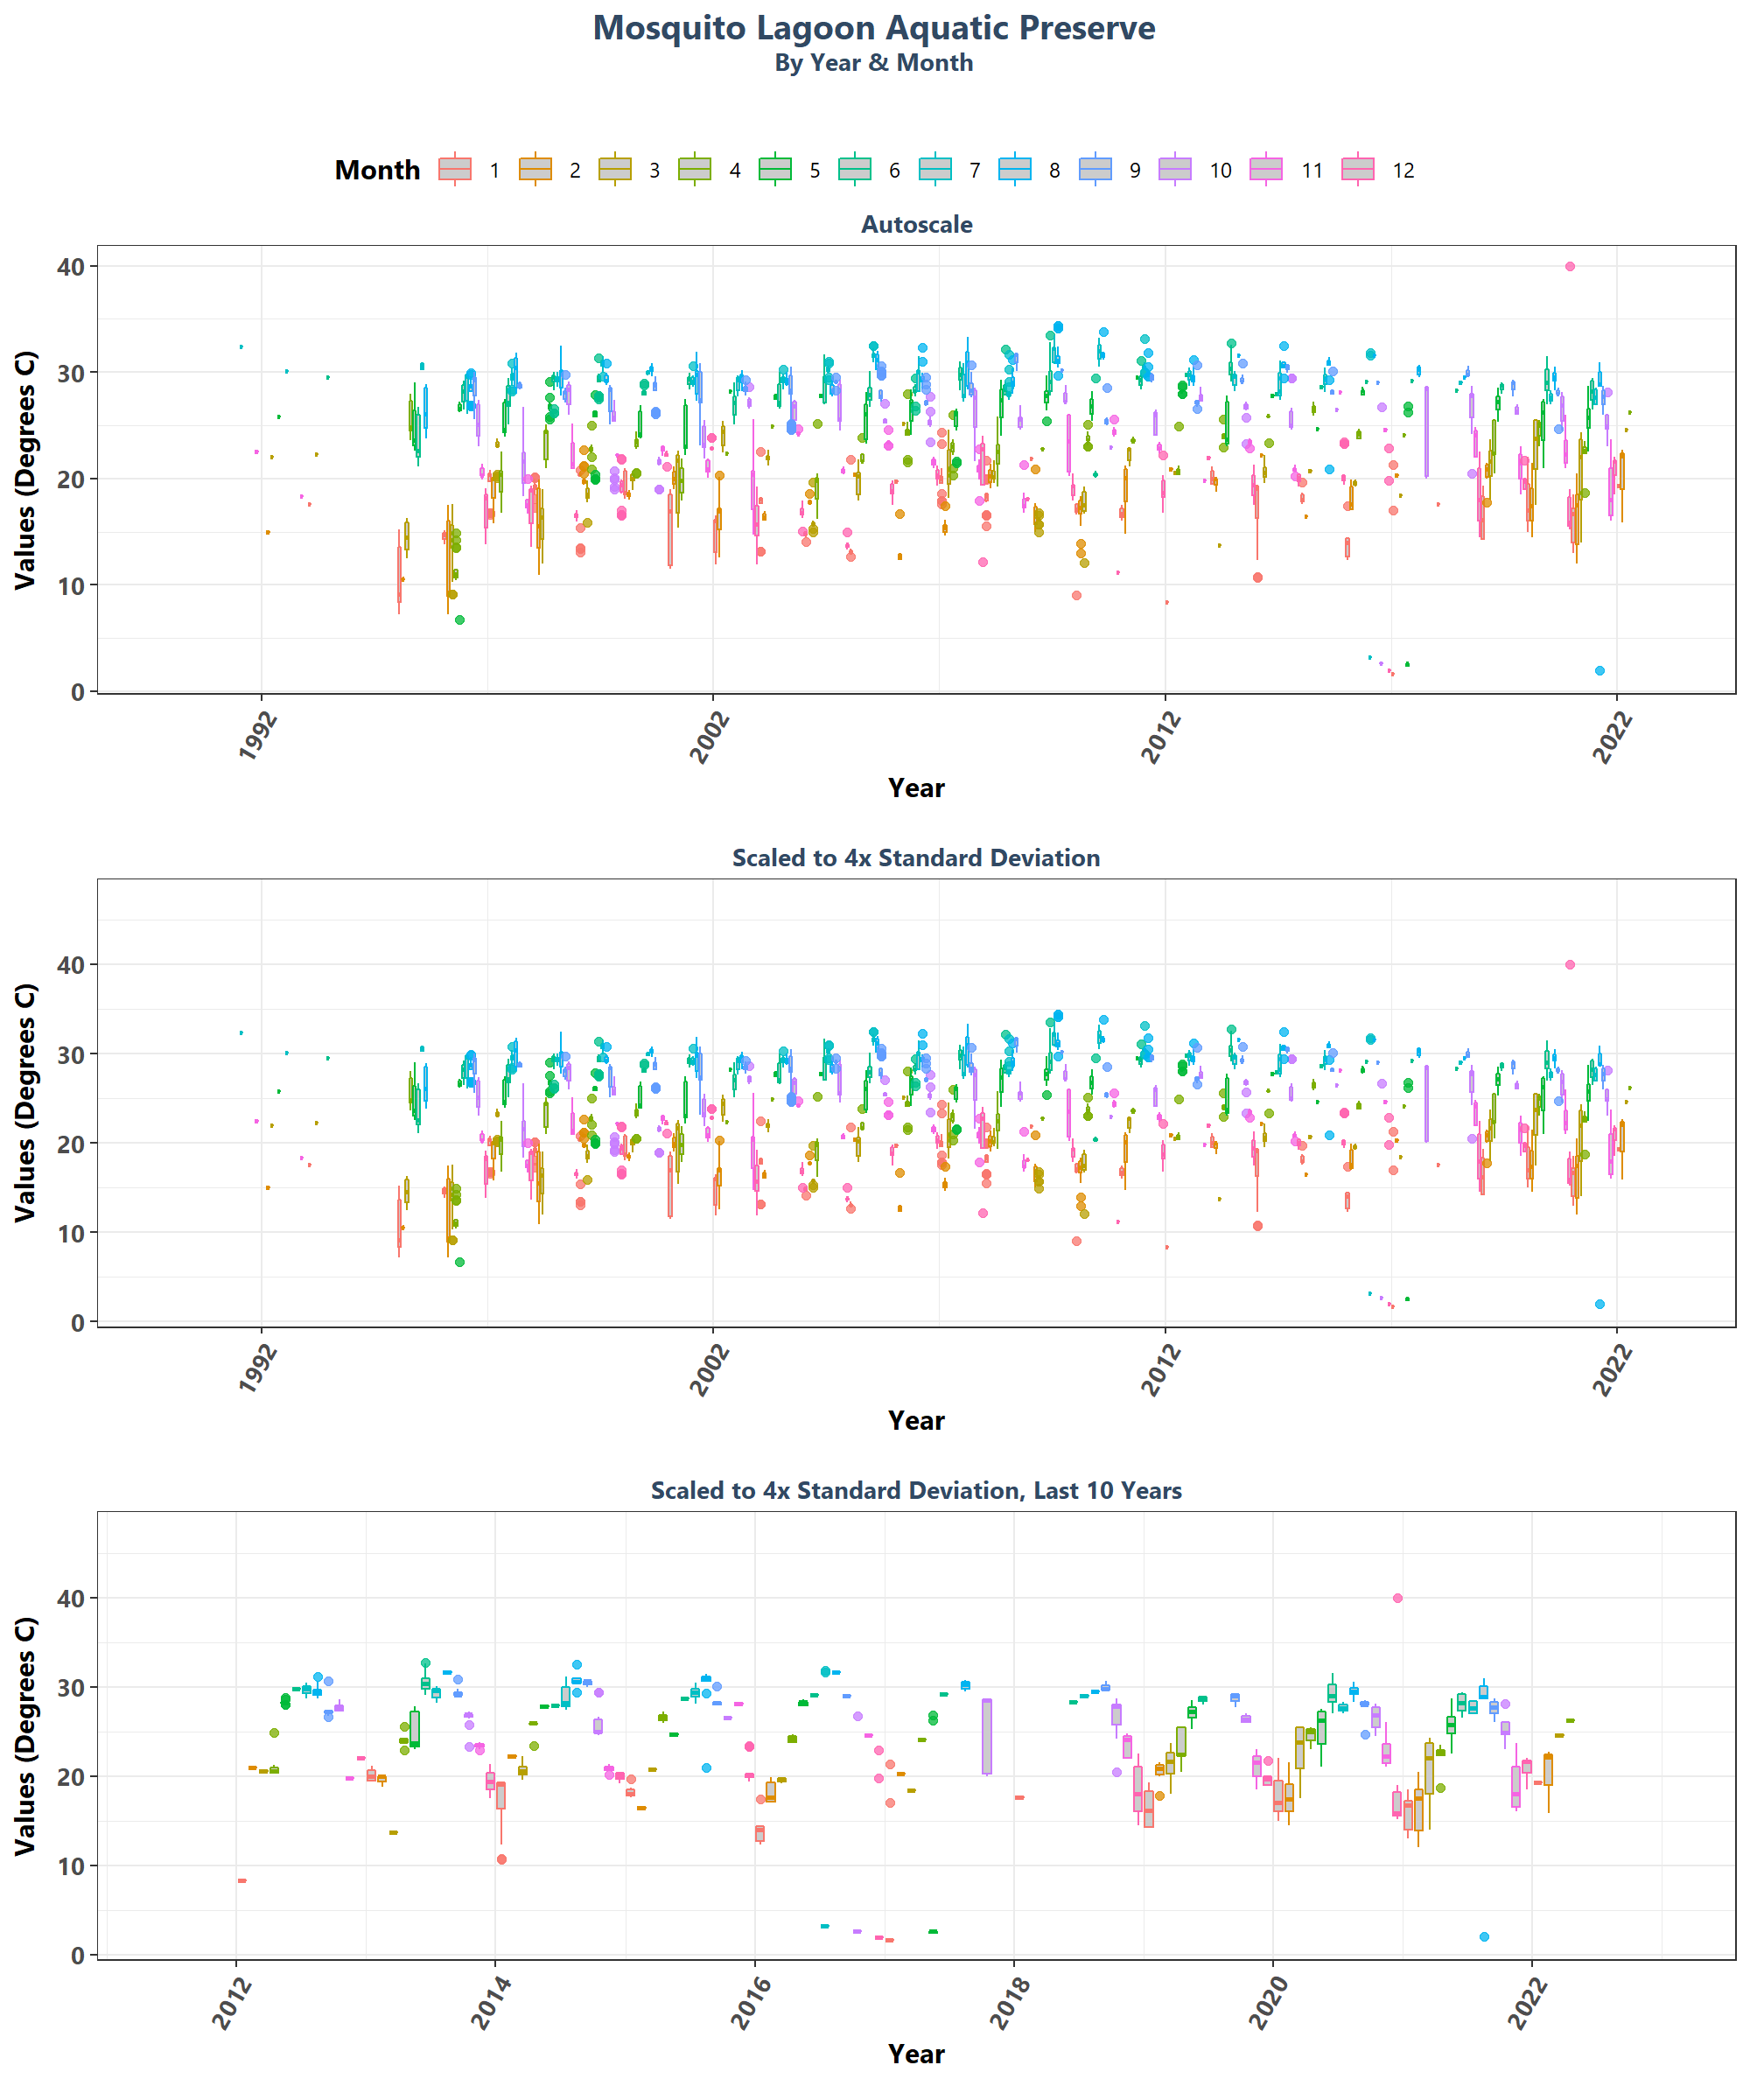 Mosquito Lagoon Aquatic Preserve
By Year & Month
Month 1 2 3 4 5 6 7 8 9 10 11 12
Autoscale
Values (Degrees C)
40
30
20
10
0
1992 2002 2012 2022
Year
Scaled to 4x Standard Deviation
Values (Degrees C)
40
30
20
10
0
1992 2002 2012 2022
Year
Scaled to 4x Standard Deviation, Last 10 Years
Values (Degrees C)
40
30
20
10
0
2012 2014 2016 2018 2020 2022
Year